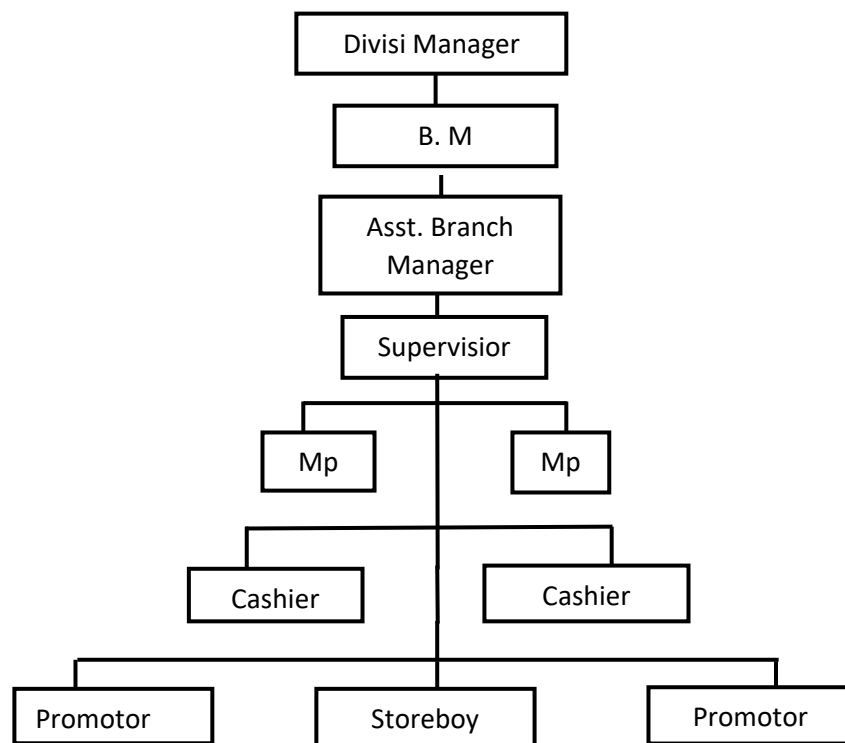 Divisi Manager
B. M
Asst. Branch
Manager
Supervisior
Mp
Mp
Cashier
Cashier
Promotor
Storeboy
Promotor